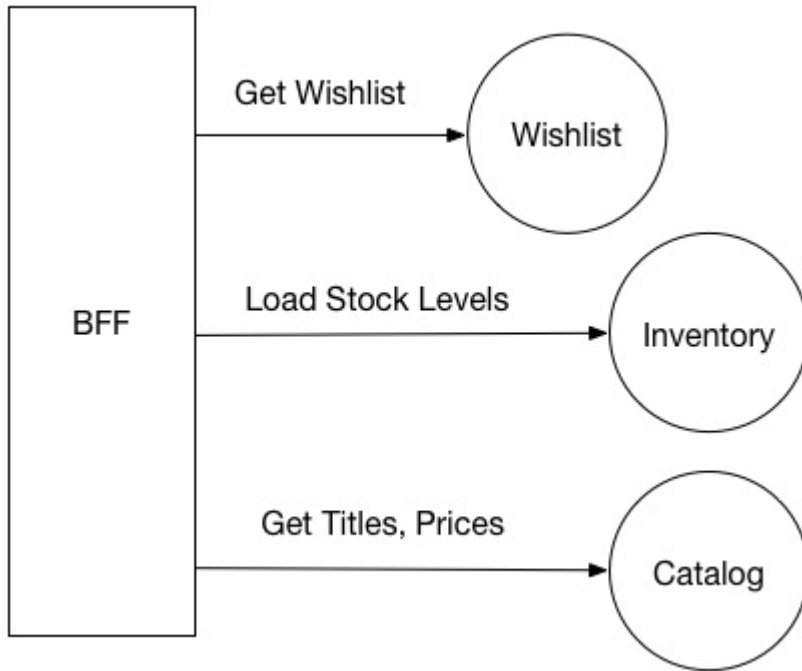 Get Wishlist
Wishlist
BFF
Load Stock Levels
Inventory
Get Titles, Prices
Catalog